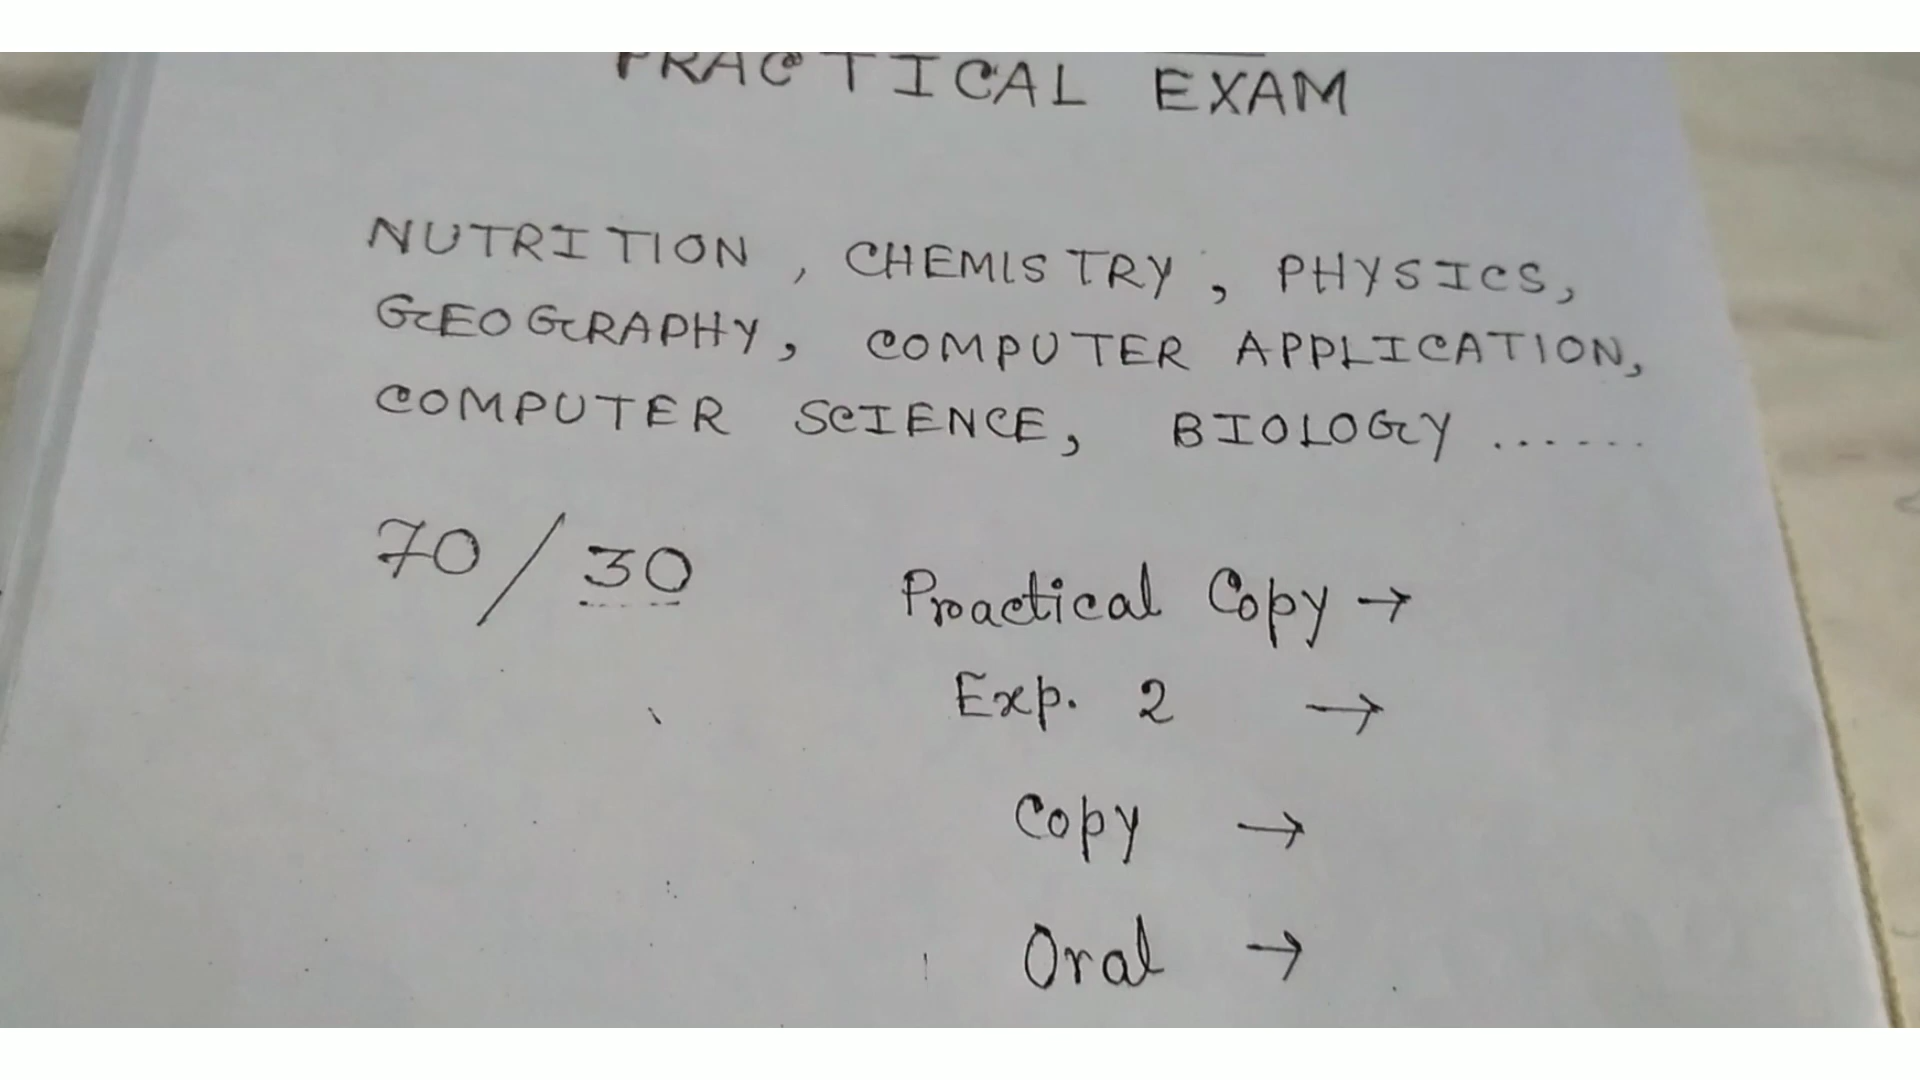 PRACTICAL EXAM
NUTRITION, CHEMISTRY, PHYSICS,
GEOGRAPHY, COMPUTER APPLICATION,
COMPUTER SCIENCE, BIOLOGY ......
70/30
Practical Copy →
Exp. 2 →
Copy →
Oral →